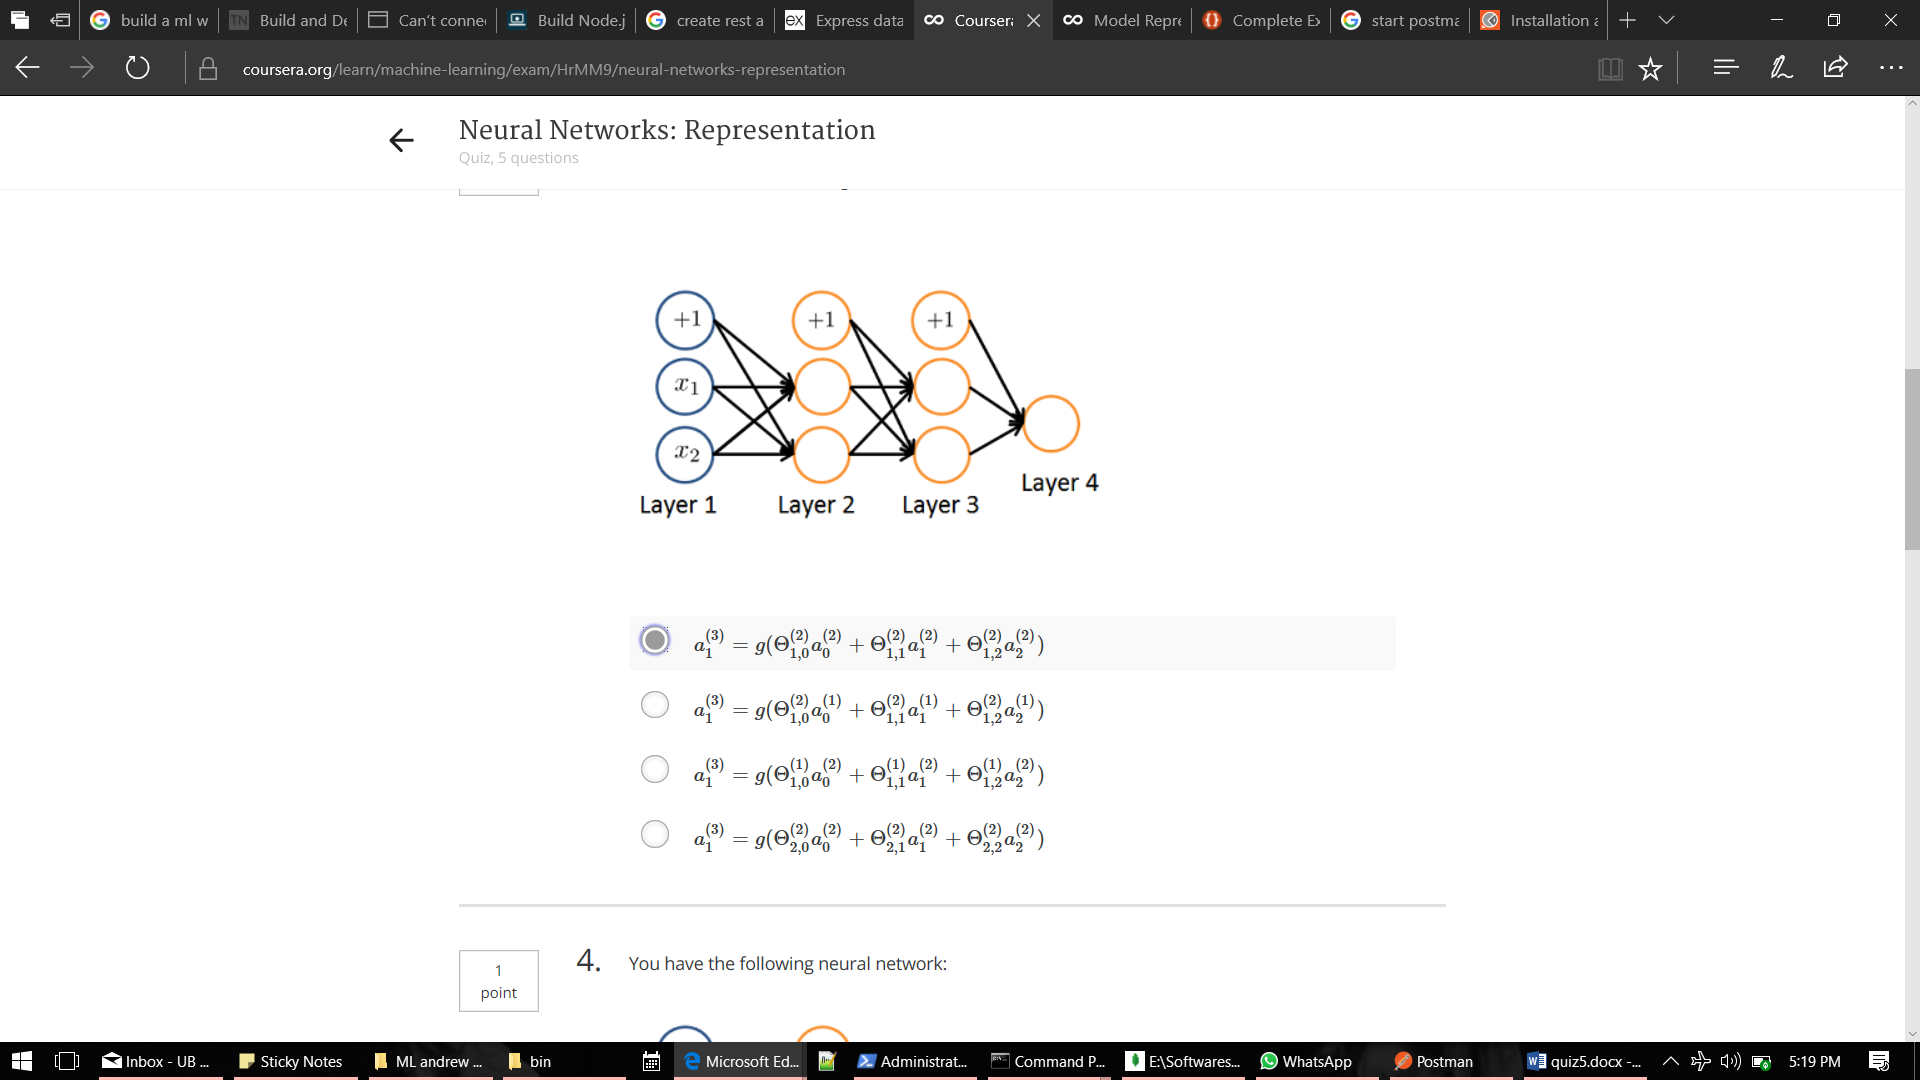 build a ml w
TN Build and De
Can't connec
Build Node.j
create rest a
ex Express data
Coursera
Model Repre
Complete Ex
start postma
Installation a
coursera.org/learn/machine-learning/exam/HrMM9/neural-networks-representation
Neural Networks: Representation
Quiz, 5 questions
+1 +1 +1
x₁
x₂
Layer 4
Layer 1 Layer 2 Layer 3
a₁⁽³⁾ = g(Θ₁,₀⁽²⁾a₀⁽²⁾ + Θ₁,₁⁽²⁾a₁⁽²⁾ + Θ₁,₂⁽²⁾a₂⁽²⁾)
a₁⁽³⁾ = g(Θ₁,₀⁽²⁾a₀⁽¹⁾ + Θ₁,₁⁽²⁾a₁⁽¹⁾ + Θ₁,₂⁽²⁾a₂⁽¹⁾)
a₁⁽³⁾ = g(Θ₁,₀⁽¹⁾a₀⁽²⁾ + Θ₁,₁⁽¹⁾a₁⁽²⁾ + Θ₁,₂⁽¹⁾a₂⁽²⁾)
a₁⁽³⁾ = g(Θ₂,₀⁽²⁾a₀⁽²⁾ + Θ₂,₁⁽²⁾a₁⁽²⁾ + Θ₂,₂⁽²⁾a₂⁽²⁾)
1
point
4. You have the following neural network:
Inbox - UB ...
Sticky Notes
ML andrew ...
bin
Microsoft Ed...
Administrat...
Command P...
E:\Softwares...
WhatsApp
Postman
quiz5.docx -...
5:19 PM